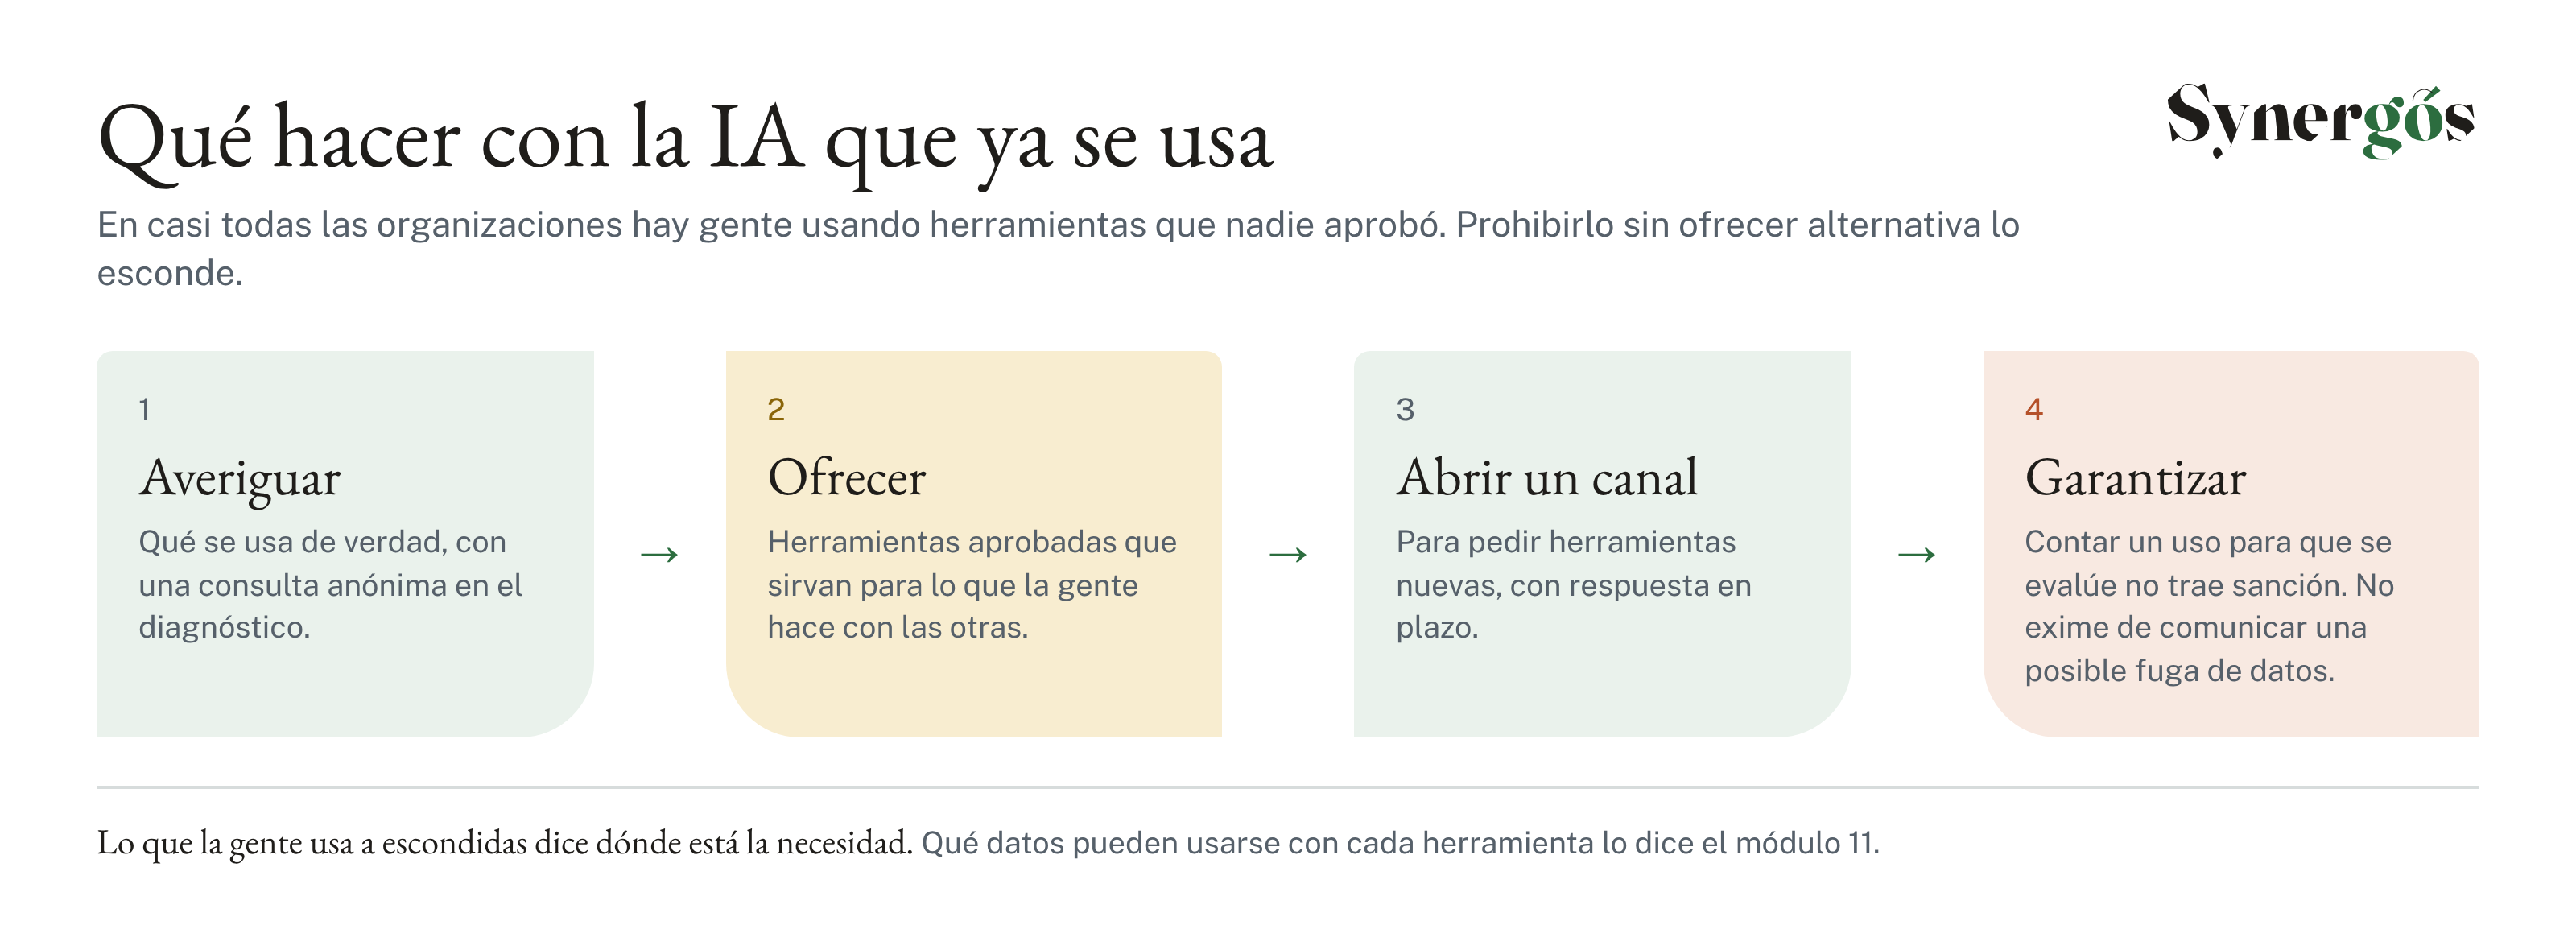 Qué hacer con la IA que ya se usa
Synergós
En casi todas las organizaciones hay gente usando herramientas que nadie aprobó. Prohibirlo sin ofrecer alternativa lo
esconde.
1
Averiguar
Qué se usa de verdad, con
una consulta anónima en el
diagnóstico.
→
2
Ofrecer
Herramientas aprobadas que
sirvan para lo que la gente
hace con las otras.
→
3
Abrir un canal
Para pedir herramientas
nuevas, con respuesta en
plazo.
→
4
Garantizar
Contar un uso para que se
evalúe no trae sanción. No
exime de comunicar una
posible fuga de datos.
Lo que la gente usa a escondidas dice dónde está la necesidad. Qué datos pueden usarse con cada herramienta lo dice el módulo 11.